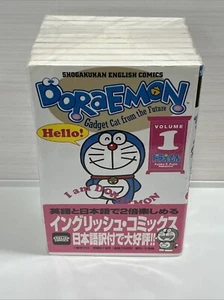 SHOGAKUKAN ENGLISH COMICS
DORAEMON
Gadget Cat from the Future
Hello!
VOLUME
1
I am DORAEMON
英語と日本語で2倍楽しめる
イングリッシュ・コミックス
日本語訳付で大好評!!